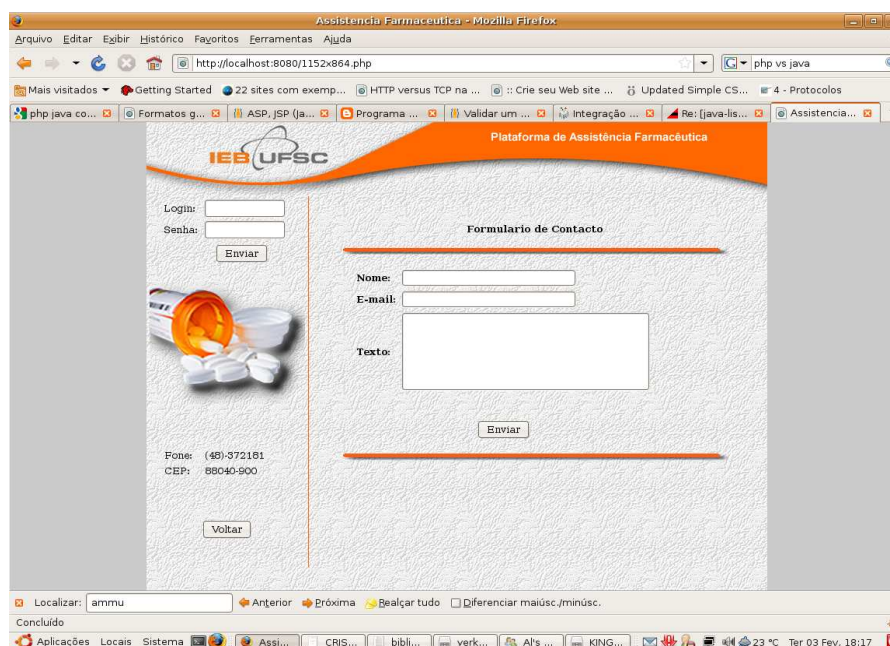 Assistencia Farmaceutica - Mozilla Firefox
Arquivo Editar Exibir Histórico Favoritos Ferramentas Ajuda
http://localhost:8080/1152x864.php
php vs java
Mais visitados Getting Started 22 sites com exemp... HTTP versus TCP na ... :: Crie seu Web site ... Updated Simple CS... 4 - Protocolos
php java co... Formatos g... ASP, JSP (Ja... Programa ... Validar um ... Integração ... Re: [java-lis... Assistencia...
IEB UFSC
Plataforma de Assistência Farmacêutica
Login:
Senha:
Enviar
Formulario de Contacto
Nome:
E-mail:
Texto:
Enviar
Fone: (48)-372161
CEP: 88040-900
Voltar
Localizar: ammu Anterior Próxima Realçar tudo Diferenciar maiúsc./minúsc.
Concluído
Aplicações Locais Sistema Assi... CRIS... bibli... verk... Al's ... KING... 23 °C Ter 03 Fev, 18:17